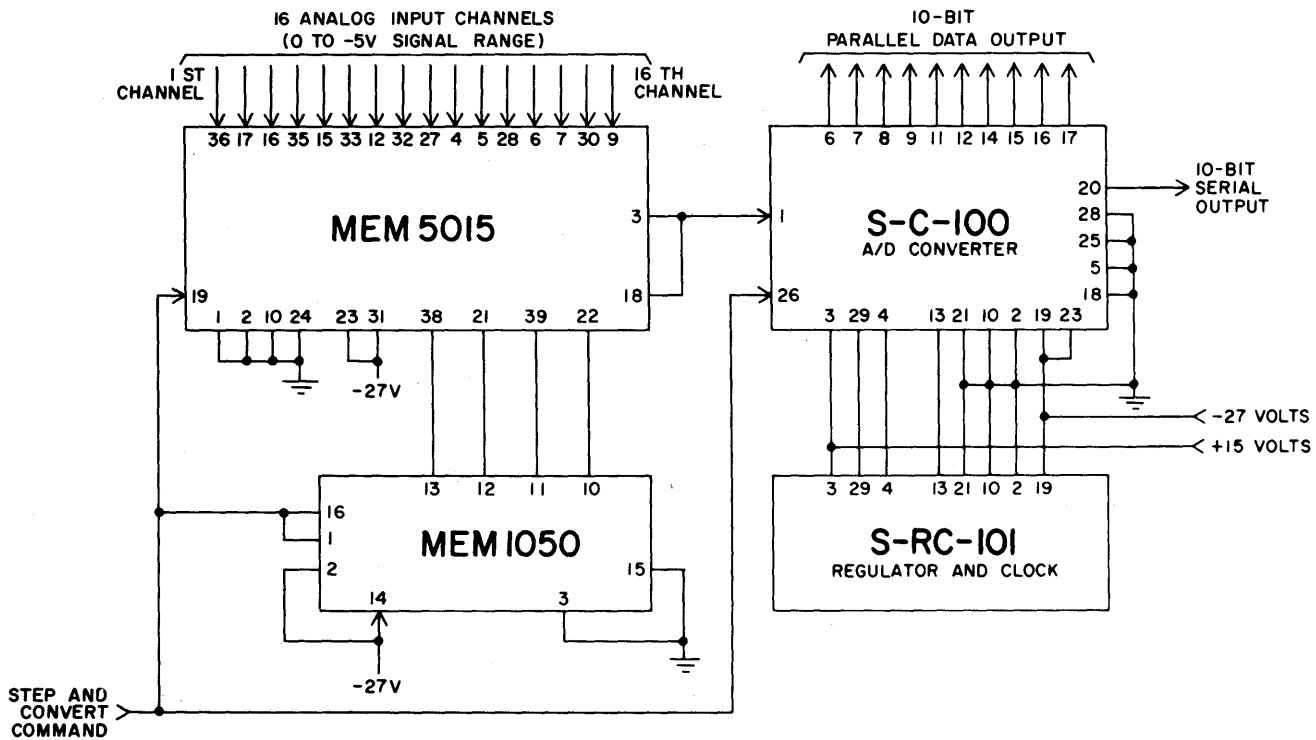 16 ANALOG INPUT CHANNELS
(0 TO -5V SIGNAL RANGE)
1 ST
CHANNEL
16 TH
CHANNEL
10-BIT
PARALLEL DATA OUTPUT
36 17 16 35 15 33 12 32 27 4 5 28 6 7 30 9
6 7 8 9 11 12 14 15 16 17
MEM 5015
3
18
19
1 2 10 24 23 31 38 21 39 22
-27V
S-C-100
A/D CONVERTER
1
26
20
28
25
5
18
10-BIT
SERIAL
OUTPUT
3 29 4 13 21 10 2 19 23
-27 VOLTS
+15 VOLTS
13 12 11 10
16
1
2
MEM 1050
15
14 3
-27V
3 29 4 13 21 10 2 19
S-RC-101
REGULATOR AND CLOCK
STEP AND
CONVERT
COMMAND